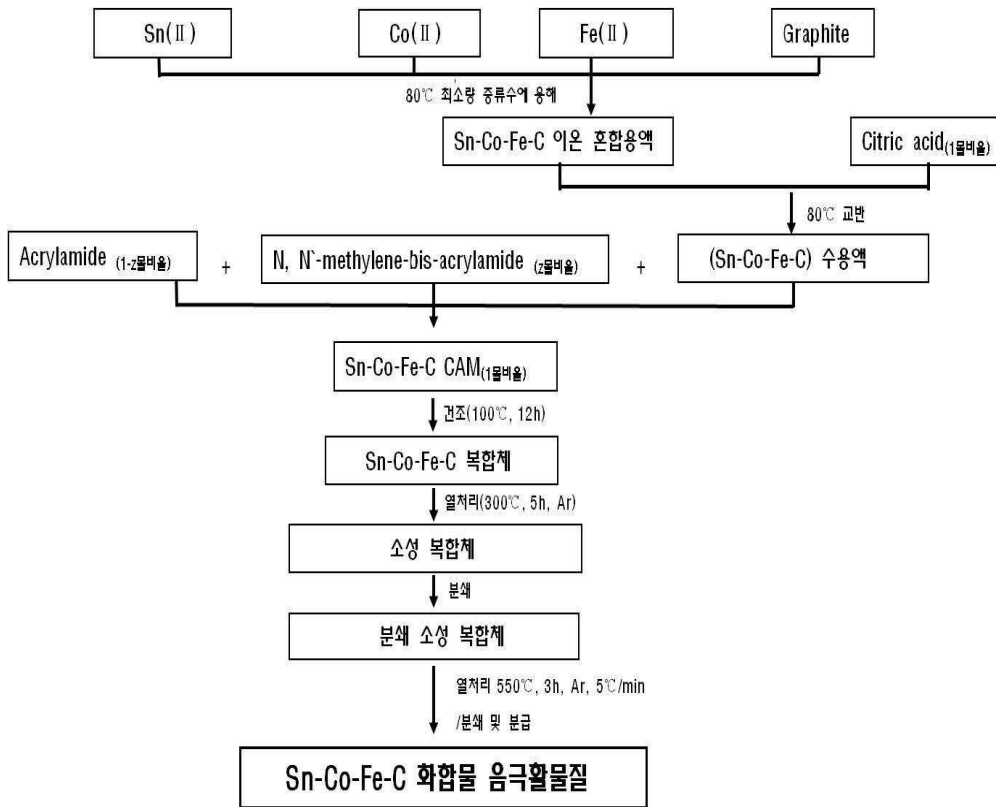 Sn(Ⅱ) Co(Ⅱ) Fe(Ⅱ) Graphite
80℃ 최소량 증류수에 용해
Sn-Co-Fe-C 이온 혼합용액 Citric acid(1몰비율)
80℃ 교반
Acrylamide (1-z몰비율) + N, N`-methylene-bis-acrylamide (z몰비율) + (Sn-Co-Fe-C) 수용액
Sn-Co-Fe-C CAM(1몰비율)
건조(100℃, 12h)
Sn-Co-Fe-C 복합체
열처리(300℃, 5h, Ar)
소성 복합체
분쇄
분쇄 소성 복합체
열처리 550℃, 3h, Ar, 5℃/min
/분쇄 및 분급
Sn-Co-Fe-C 화합물 음극활물질